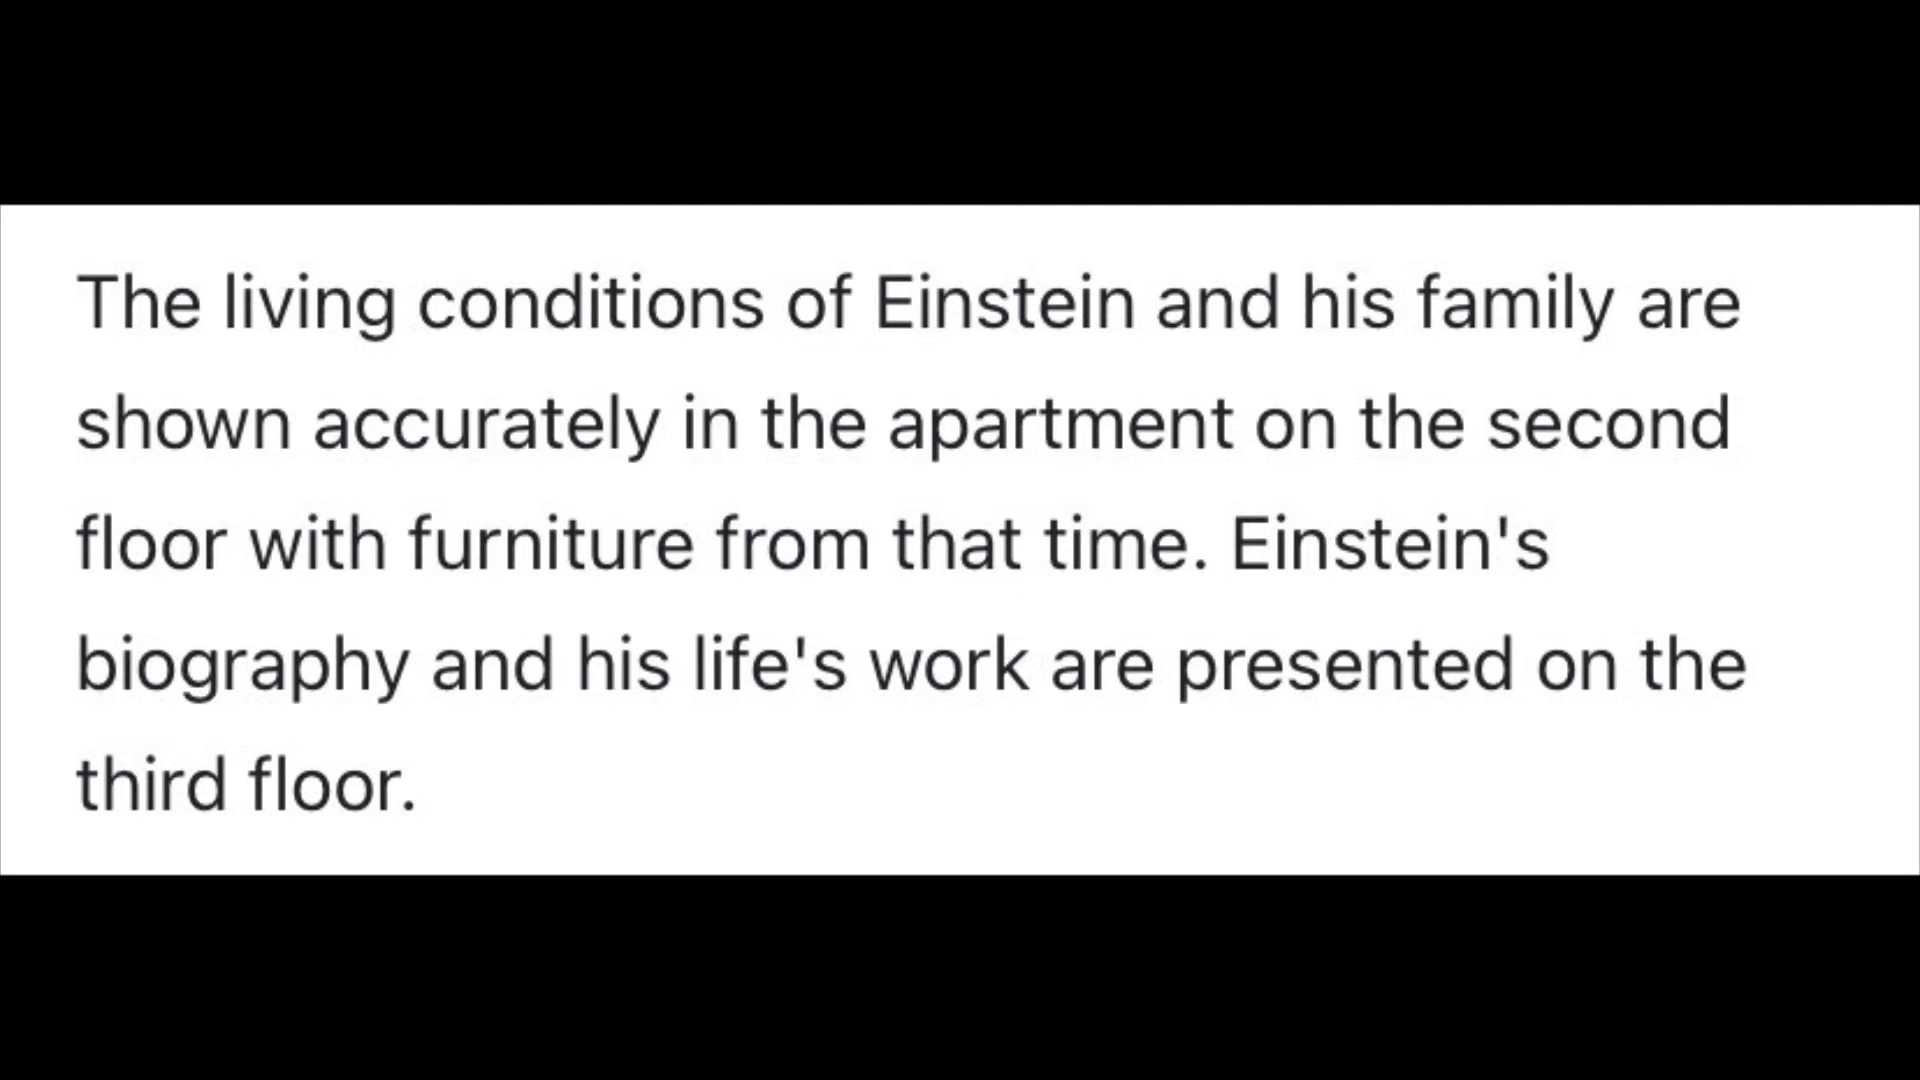 The living conditions of Einstein and his family are
shown accurately in the apartment on the second
floor with furniture from that time. Einstein's
biography and his life's work are presented on the
third floor.